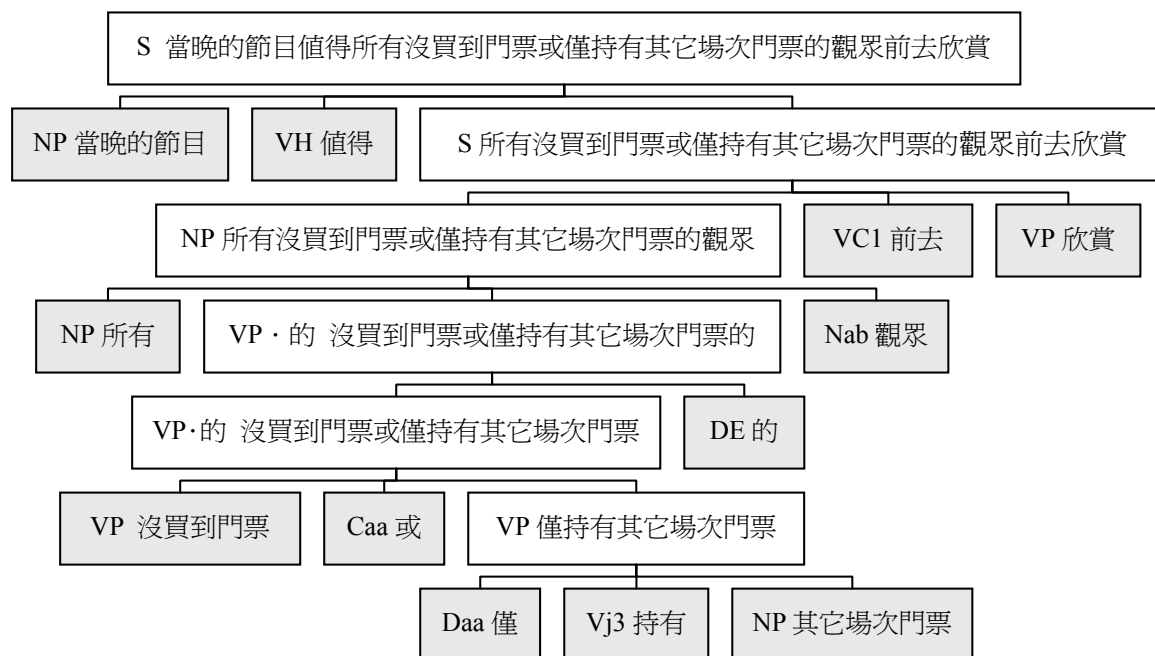 S 當晚的節目值得所有沒買到門票或僅持有其它場次門票的觀眾前去欣賞
NP 當晚的節目
VH 值得
S 所有沒買到門票或僅持有其它場次門票的觀眾前去欣賞
NP 所有沒買到門票或僅持有其它場次門票的觀眾
VC1 前去
VP 欣賞
NP 所有
VP‧的 沒買到門票或僅持有其它場次門票的
Nab 觀眾
VP‧的 沒買到門票或僅持有其它場次門票
DE 的
VP 沒買到門票
Caa 或
VP 僅持有其它場次門票
Daa 僅
Vj3 持有
NP 其它場次門票